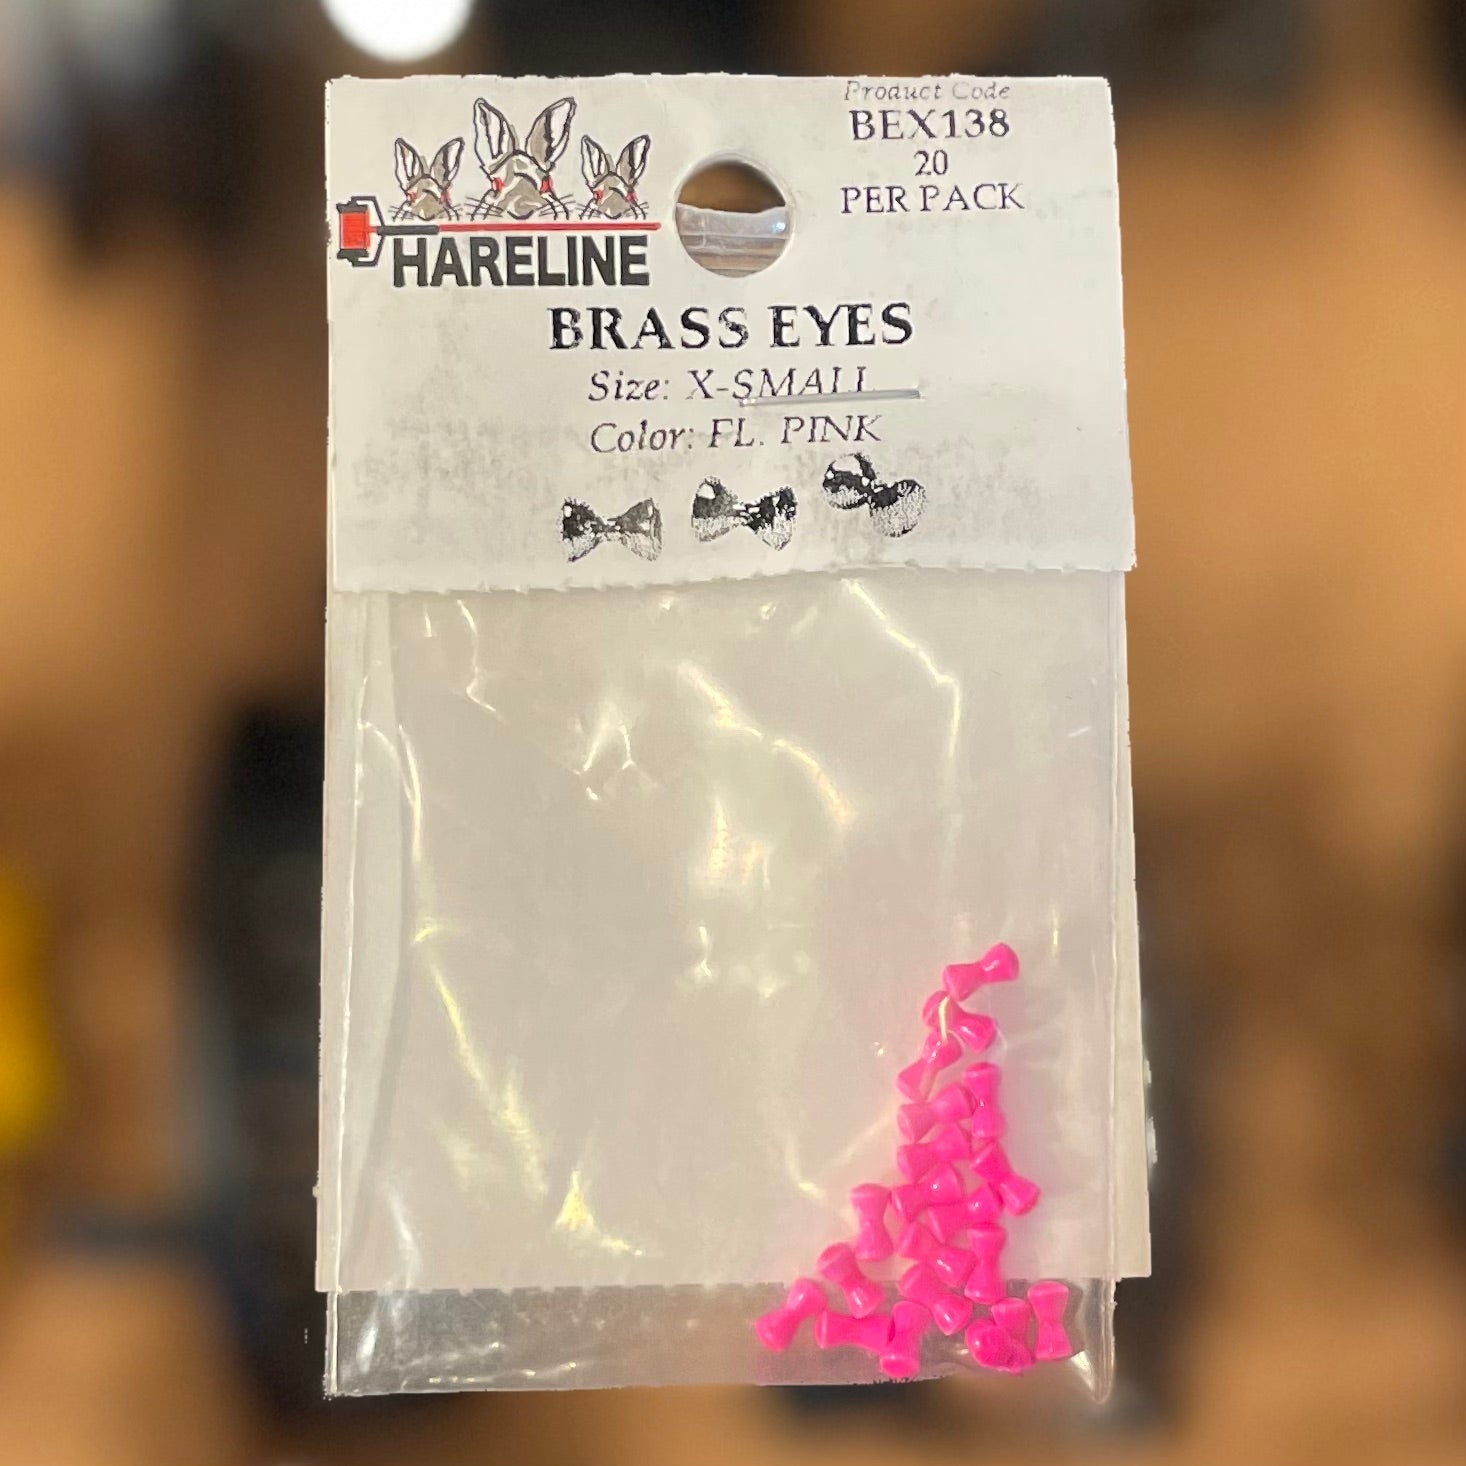 Product Code
BEX138
20
PER PACK
HARELINE
BRASS EYES
Size: X-SMALL
Color: FL. PINK